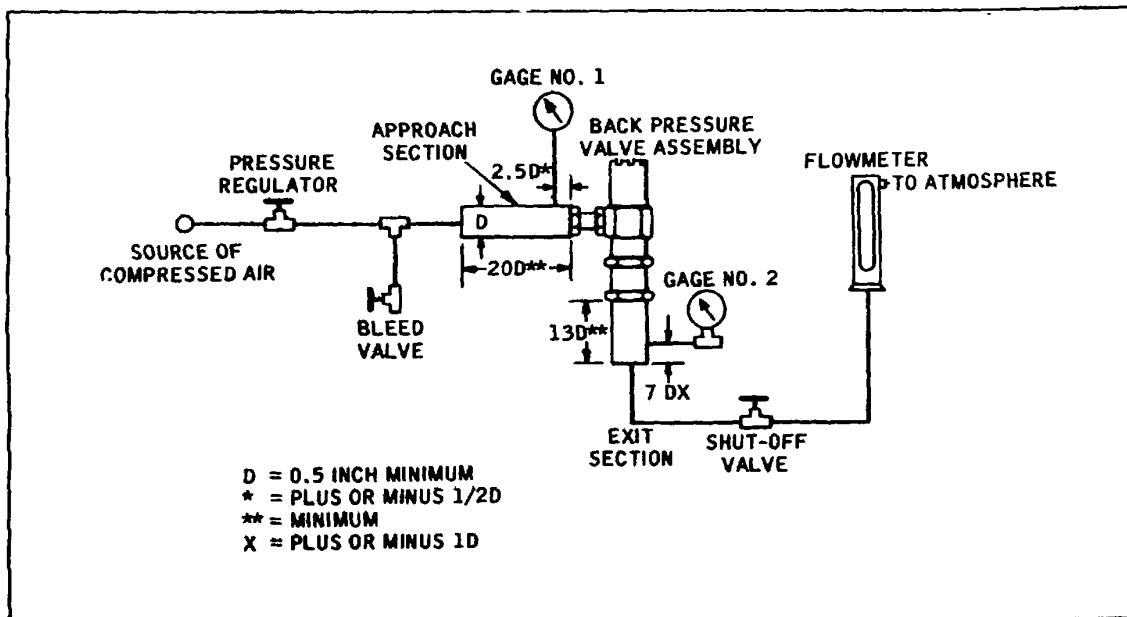 GAGE NO. 1
APPROACH
SECTION
BACK PRESSURE
VALVE ASSEMBLY
PRESSURE
REGULATOR
2.5D*
FLOWMETER
TO ATMOSPHERE
D
SOURCE OF
COMPRESSED AIR
20D**
GAGE NO. 2
BLEED
VALVE
13D**
7 DX
EXIT
SECTION
SHUT-OFF
VALVE
D = 0.5 INCH MINIMUM
* = PLUS OR MINUS 1/2D
** = MINIMUM
X = PLUS OR MINUS 1D